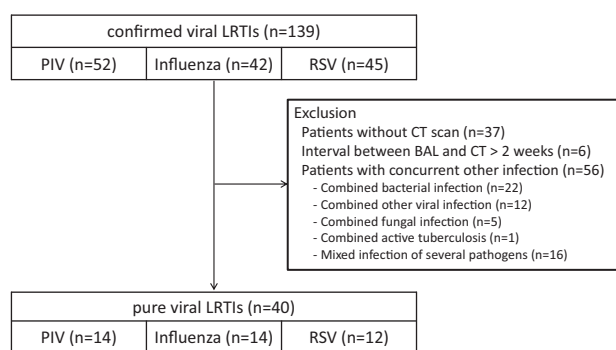 confirmed viral LRTIs (n=139)
PIV (n=52) Influenza (n=42) RSV (n=45)
Exclusion
Patients without CT scan (n=37)
Interval between BAL and CT > 2 weeks (n=6)
Patients with concurrent other infection (n=56)
- Combined bacterial infection (n=22)
- Combined other viral infection (n=12)
- Combined fungal infection (n=5)
- Combined active tuberculosis (n=1)
- Mixed infection of several pathogens (n=16)
pure viral LRTIs (n=40)
PIV (n=14) Influenza (n=14) RSV (n=12)